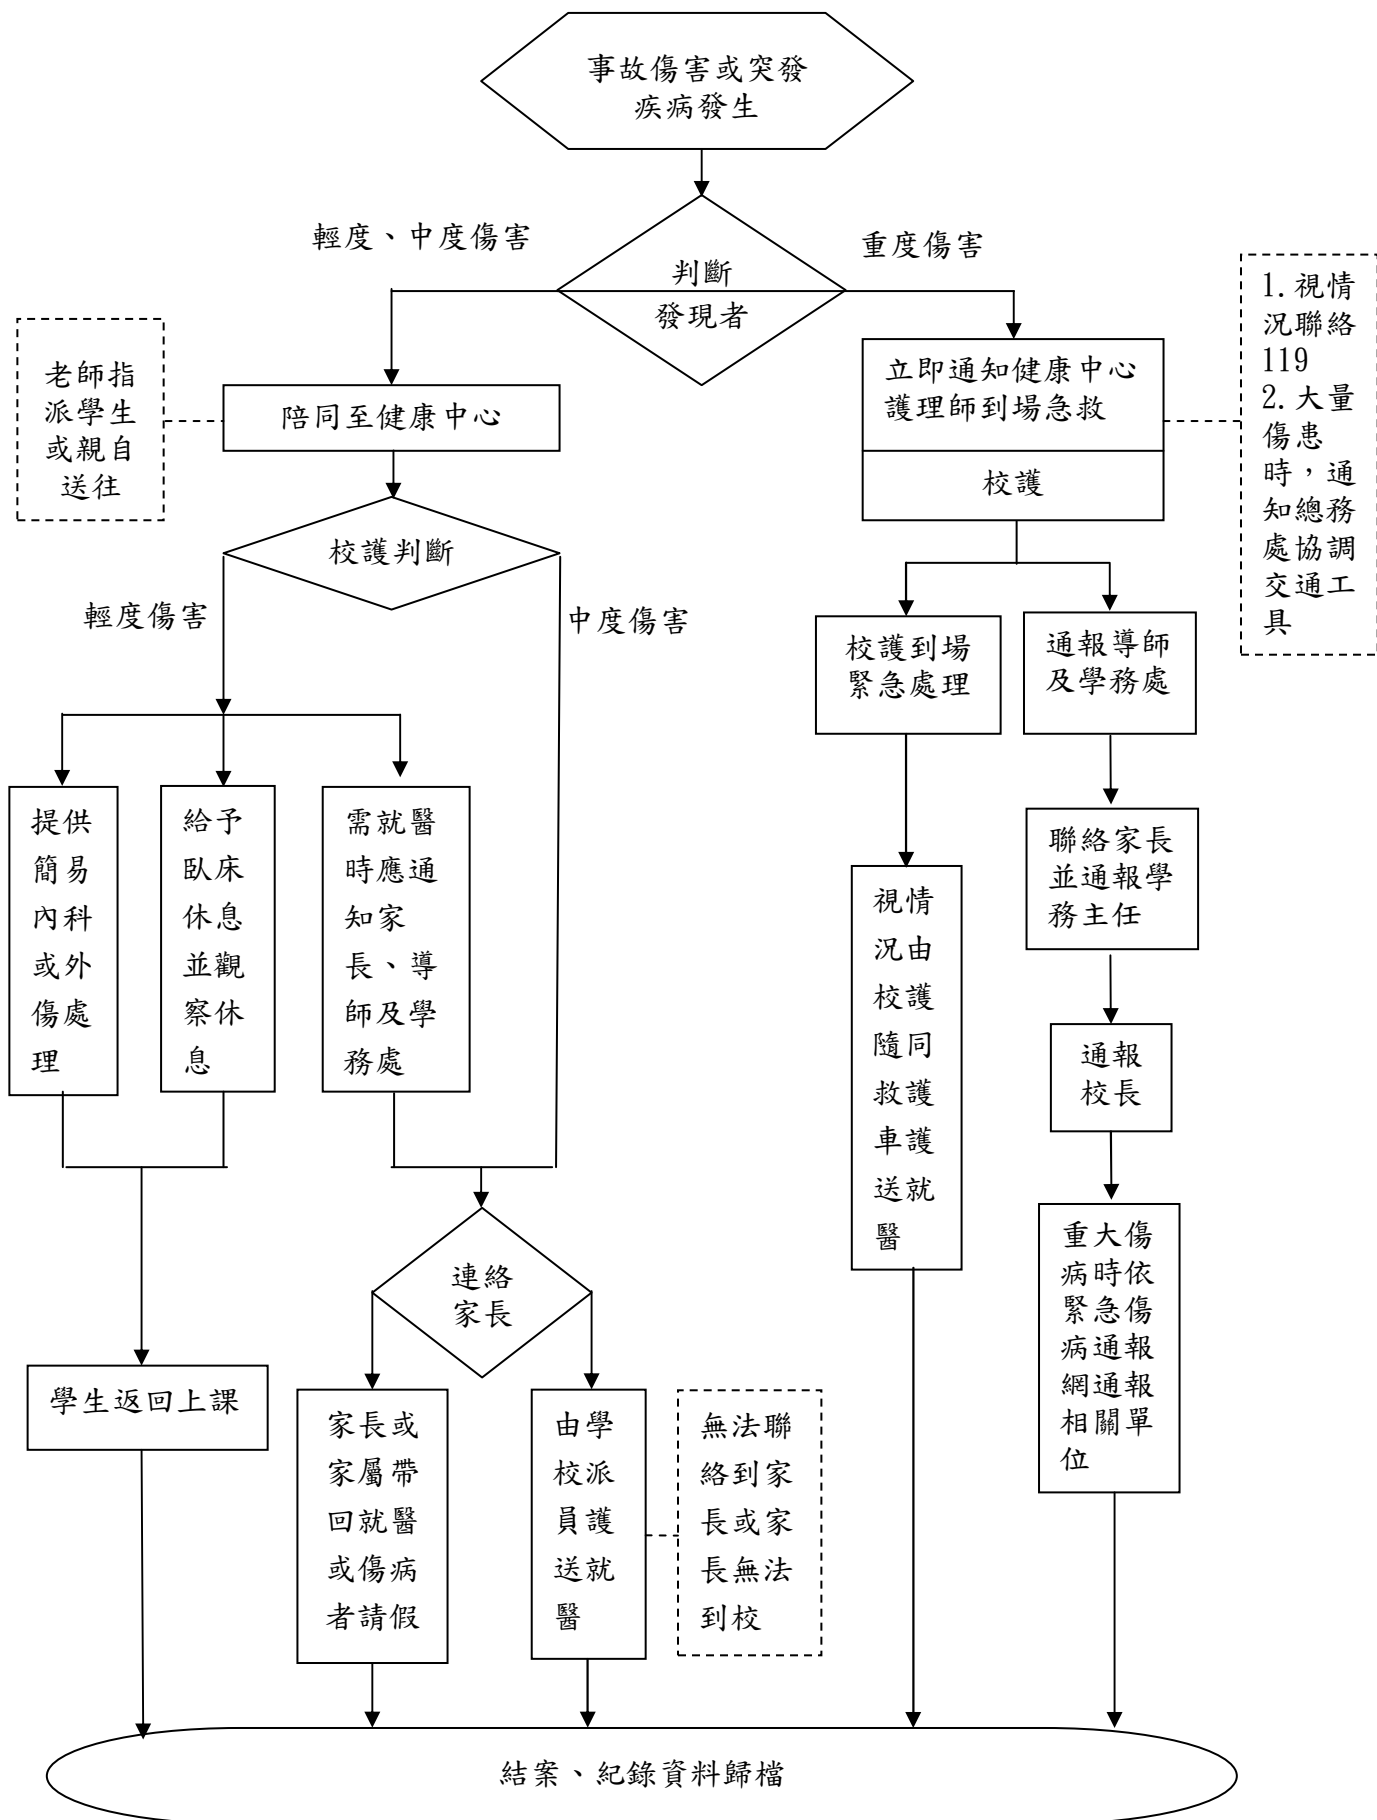 事故傷害或突發
疾病發生
輕度、中度傷害
重度傷害
判斷
發現者
1.視情
況聯絡
119
2.大量
傷患
時，通
知總務
處協調
交通工
具
老師指
派學生
或親自
送往
陪同至健康中心
立即通知健康中心
護理師到場急救
校護
校護判斷
輕度傷害
中度傷害
校護到場
緊急處理
通報導師
及學務處
提供
簡易
內科
或外
傷處
理
給予
臥床
休息
並觀
察休
息
需就醫
時應通
知家
長、導
師及學
務處
視情
況由
校護
隨同
救護
車護
送就
醫
聯絡家長
並通報學
務主任
通報
校長
重大傷
病時依
緊急傷
病通報
網通報
相關單
位
連絡
家長
學生返回上課
家長或
家屬帶
回就醫
或傷病
者請假
由學
校派
員護
送就
醫
無法聯
絡到家
長或家
長無法
到校
結案、紀錄資料歸檔